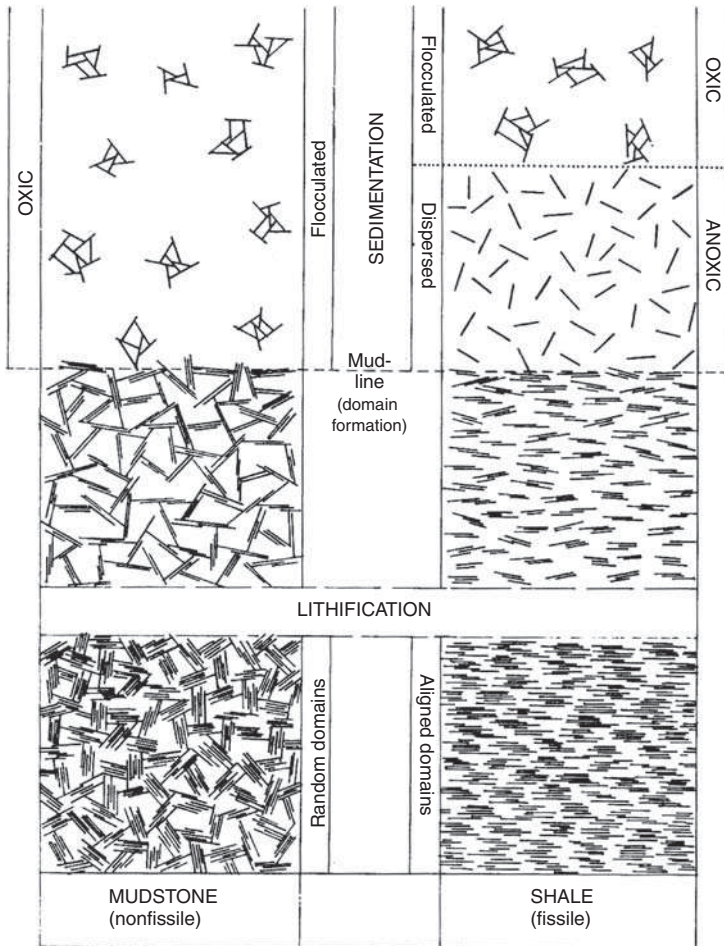 OXIC
Flocculated
SEDIMENTATION
Flocculated
Dispersed
OXIC
ANOXIC
Mud-
line
(domain
formation)
LITHIFICATION
Random domains
Aligned domains
MUDSTONE
(nonfissile)
SHALE
(fissile)